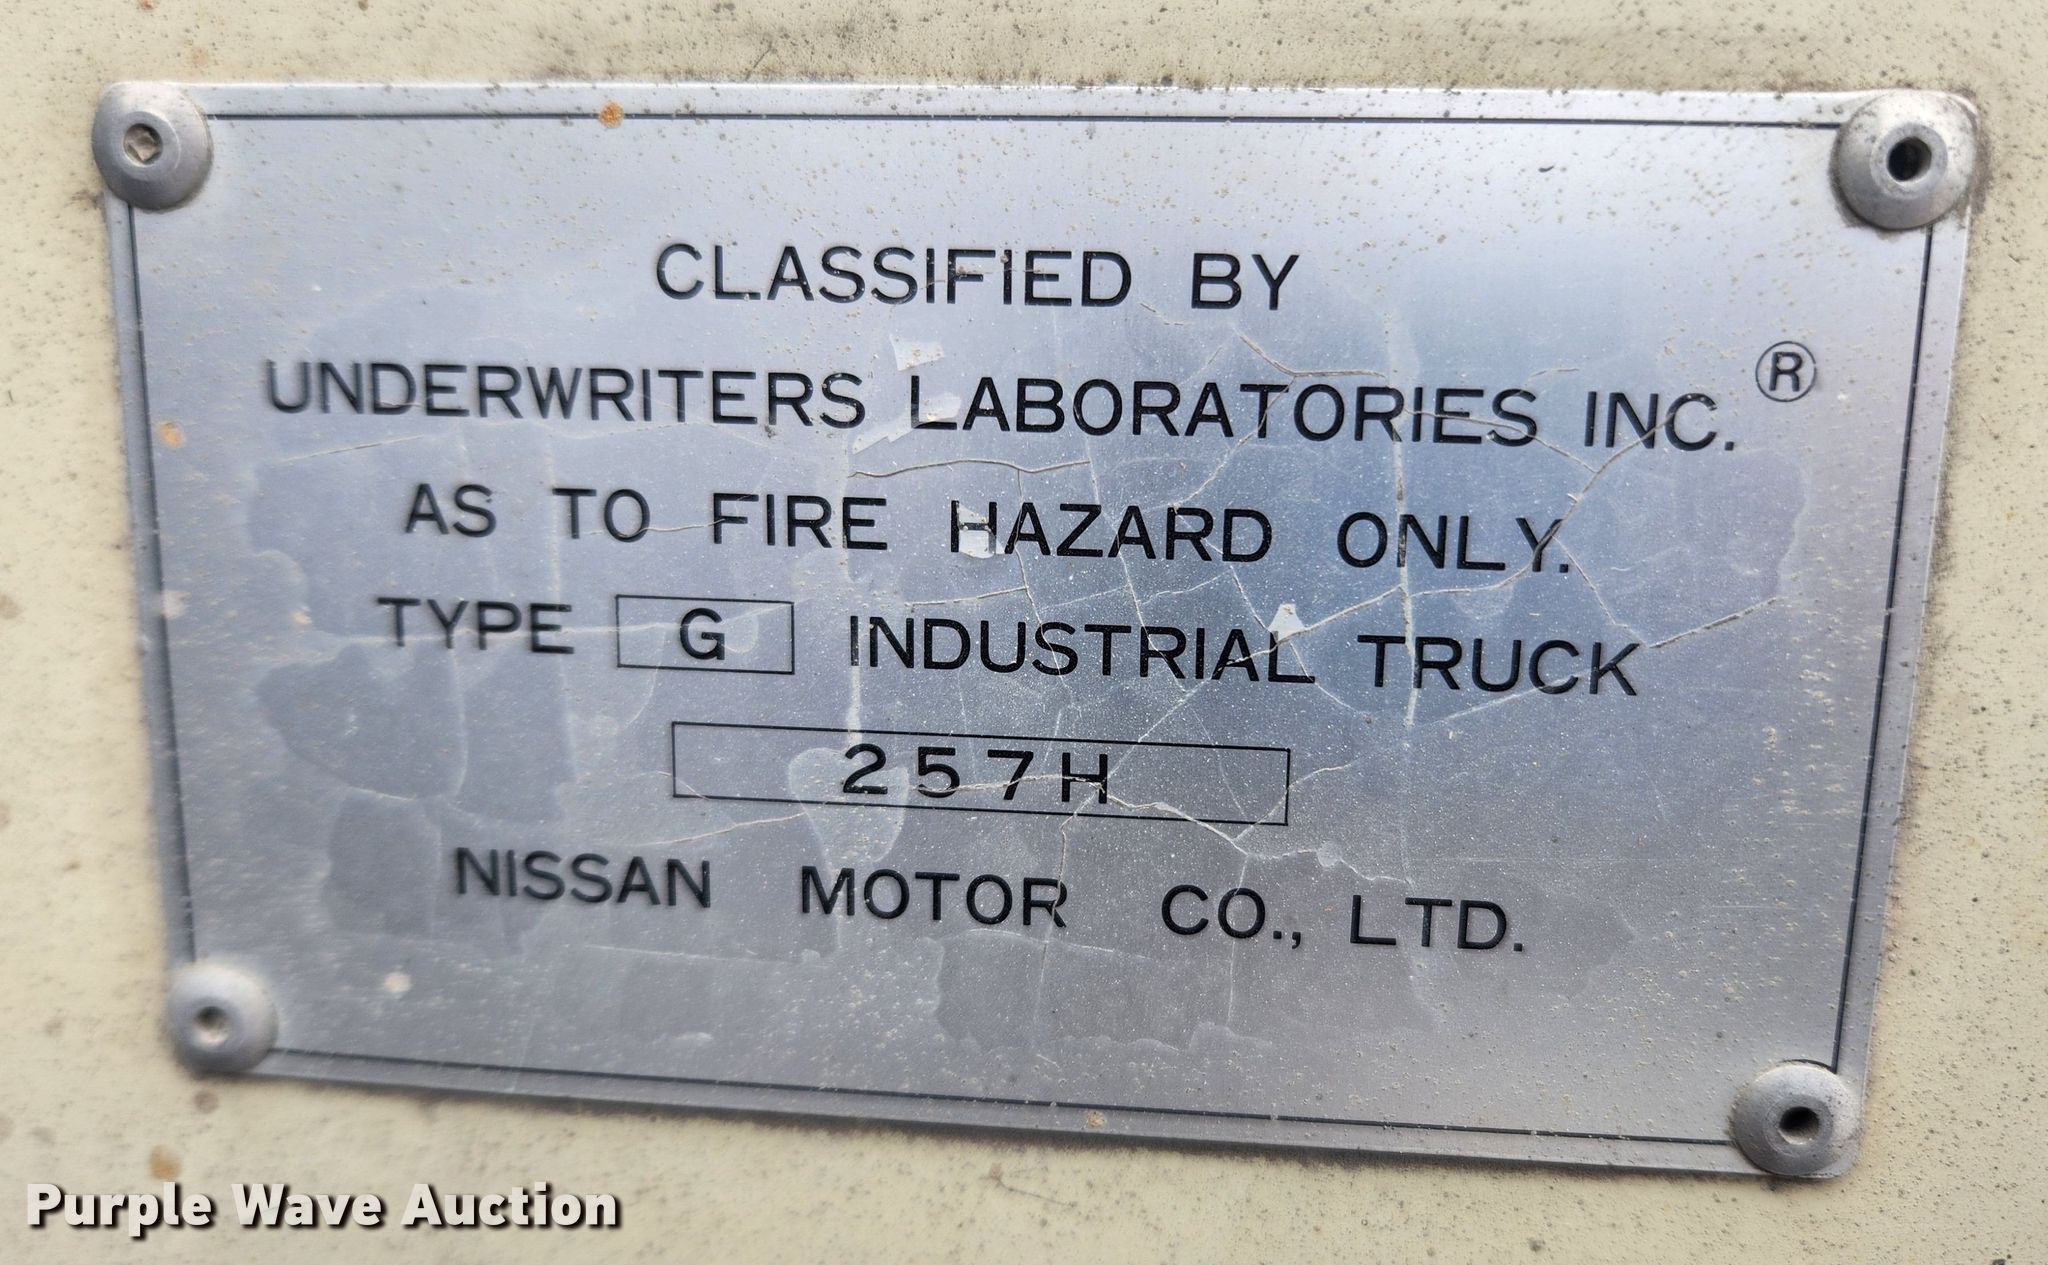 CLASSIFIED BY
UNDERWRITERS LABORATORIES INC. ®
AS TO FIRE HAZARD ONLY.
TYPE G INDUSTRIAL TRUCK
257H
NISSAN MOTOR CO., LTD.
Purple Wave Auction